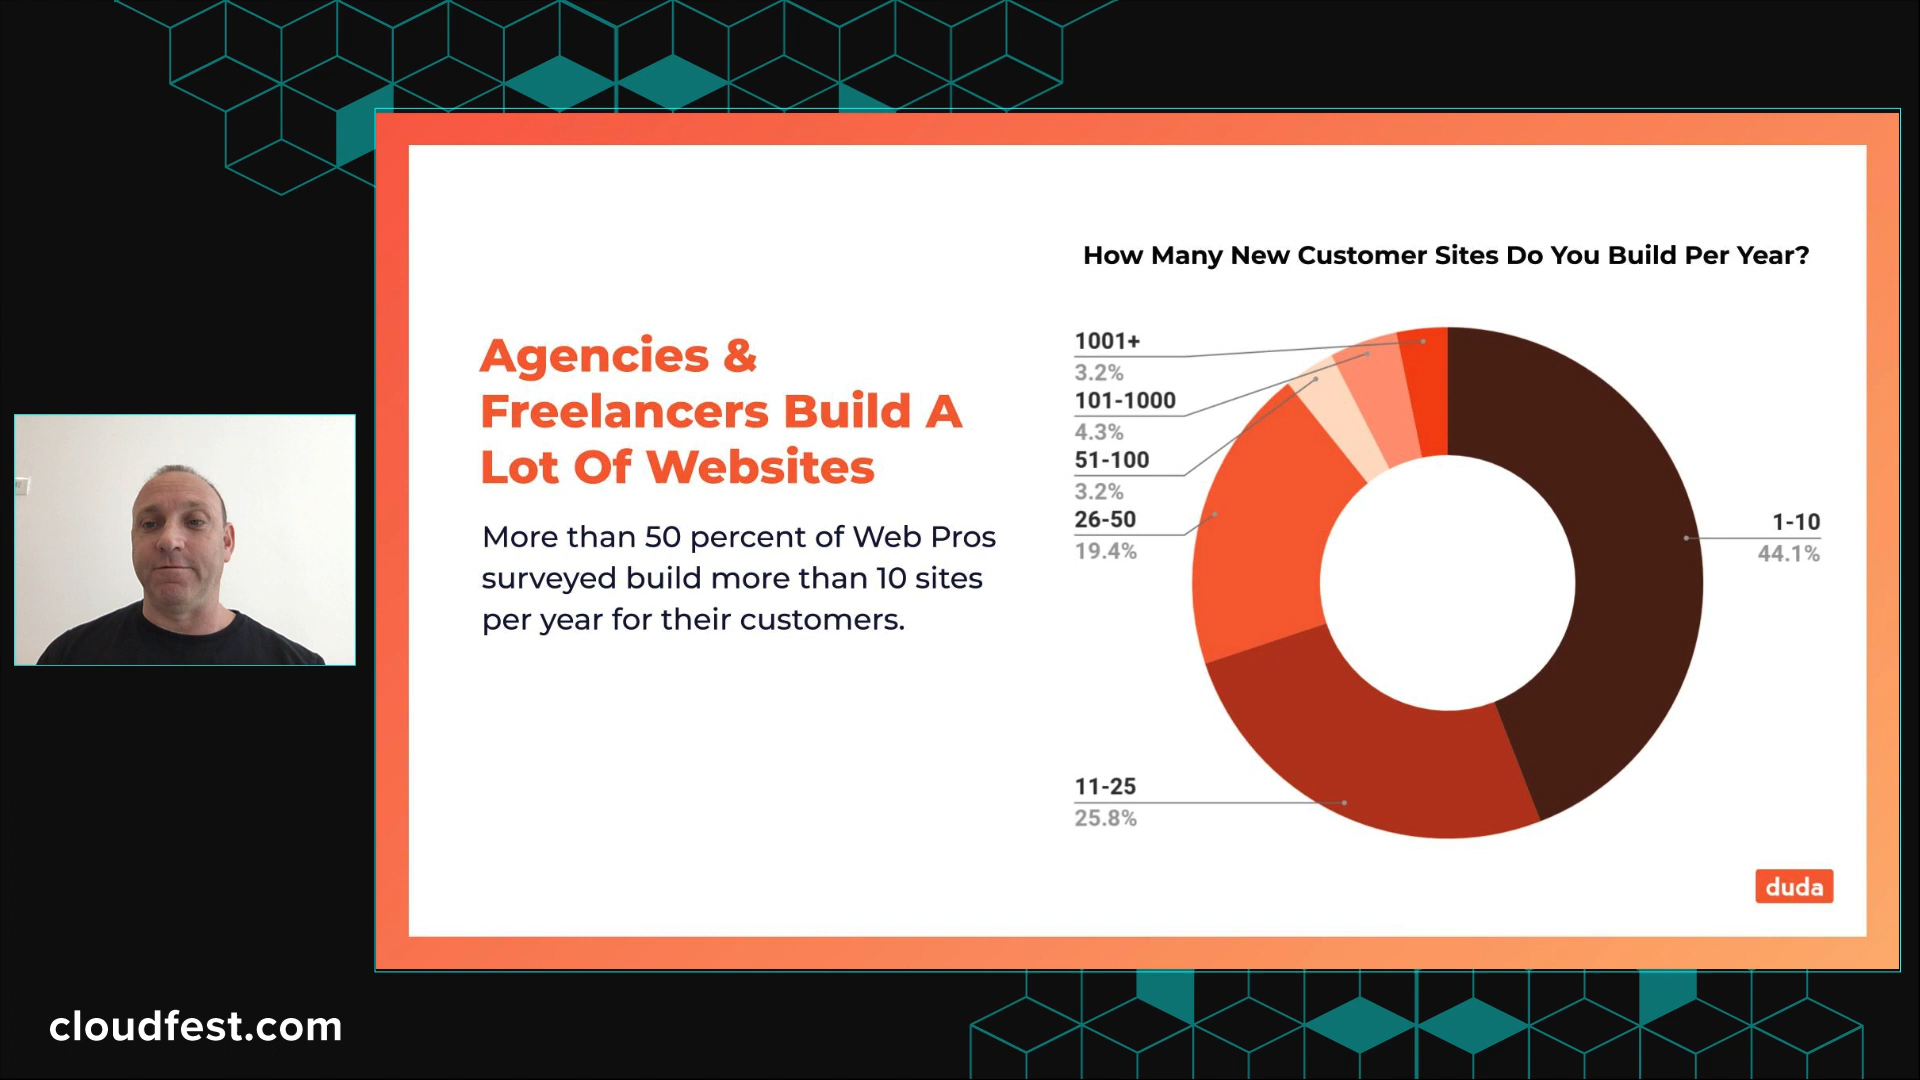 Agencies &
Freelancers Build A
Lot Of Websites
More than 50 percent of Web Pros
surveyed build more than 10 sites
per year for their customers.
How Many New Customer Sites Do You Build Per Year?
1001+
3.2%
101-1000
4.3%
51-100
3.2%
26-50
19.4%
11-25
25.8%
1-10
44.1%
duda
cloudfest.com